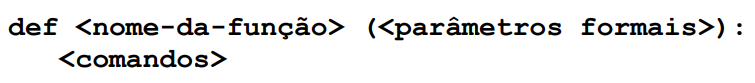 def <nome-da-função> (<parâmetros formais>):
<comandos>